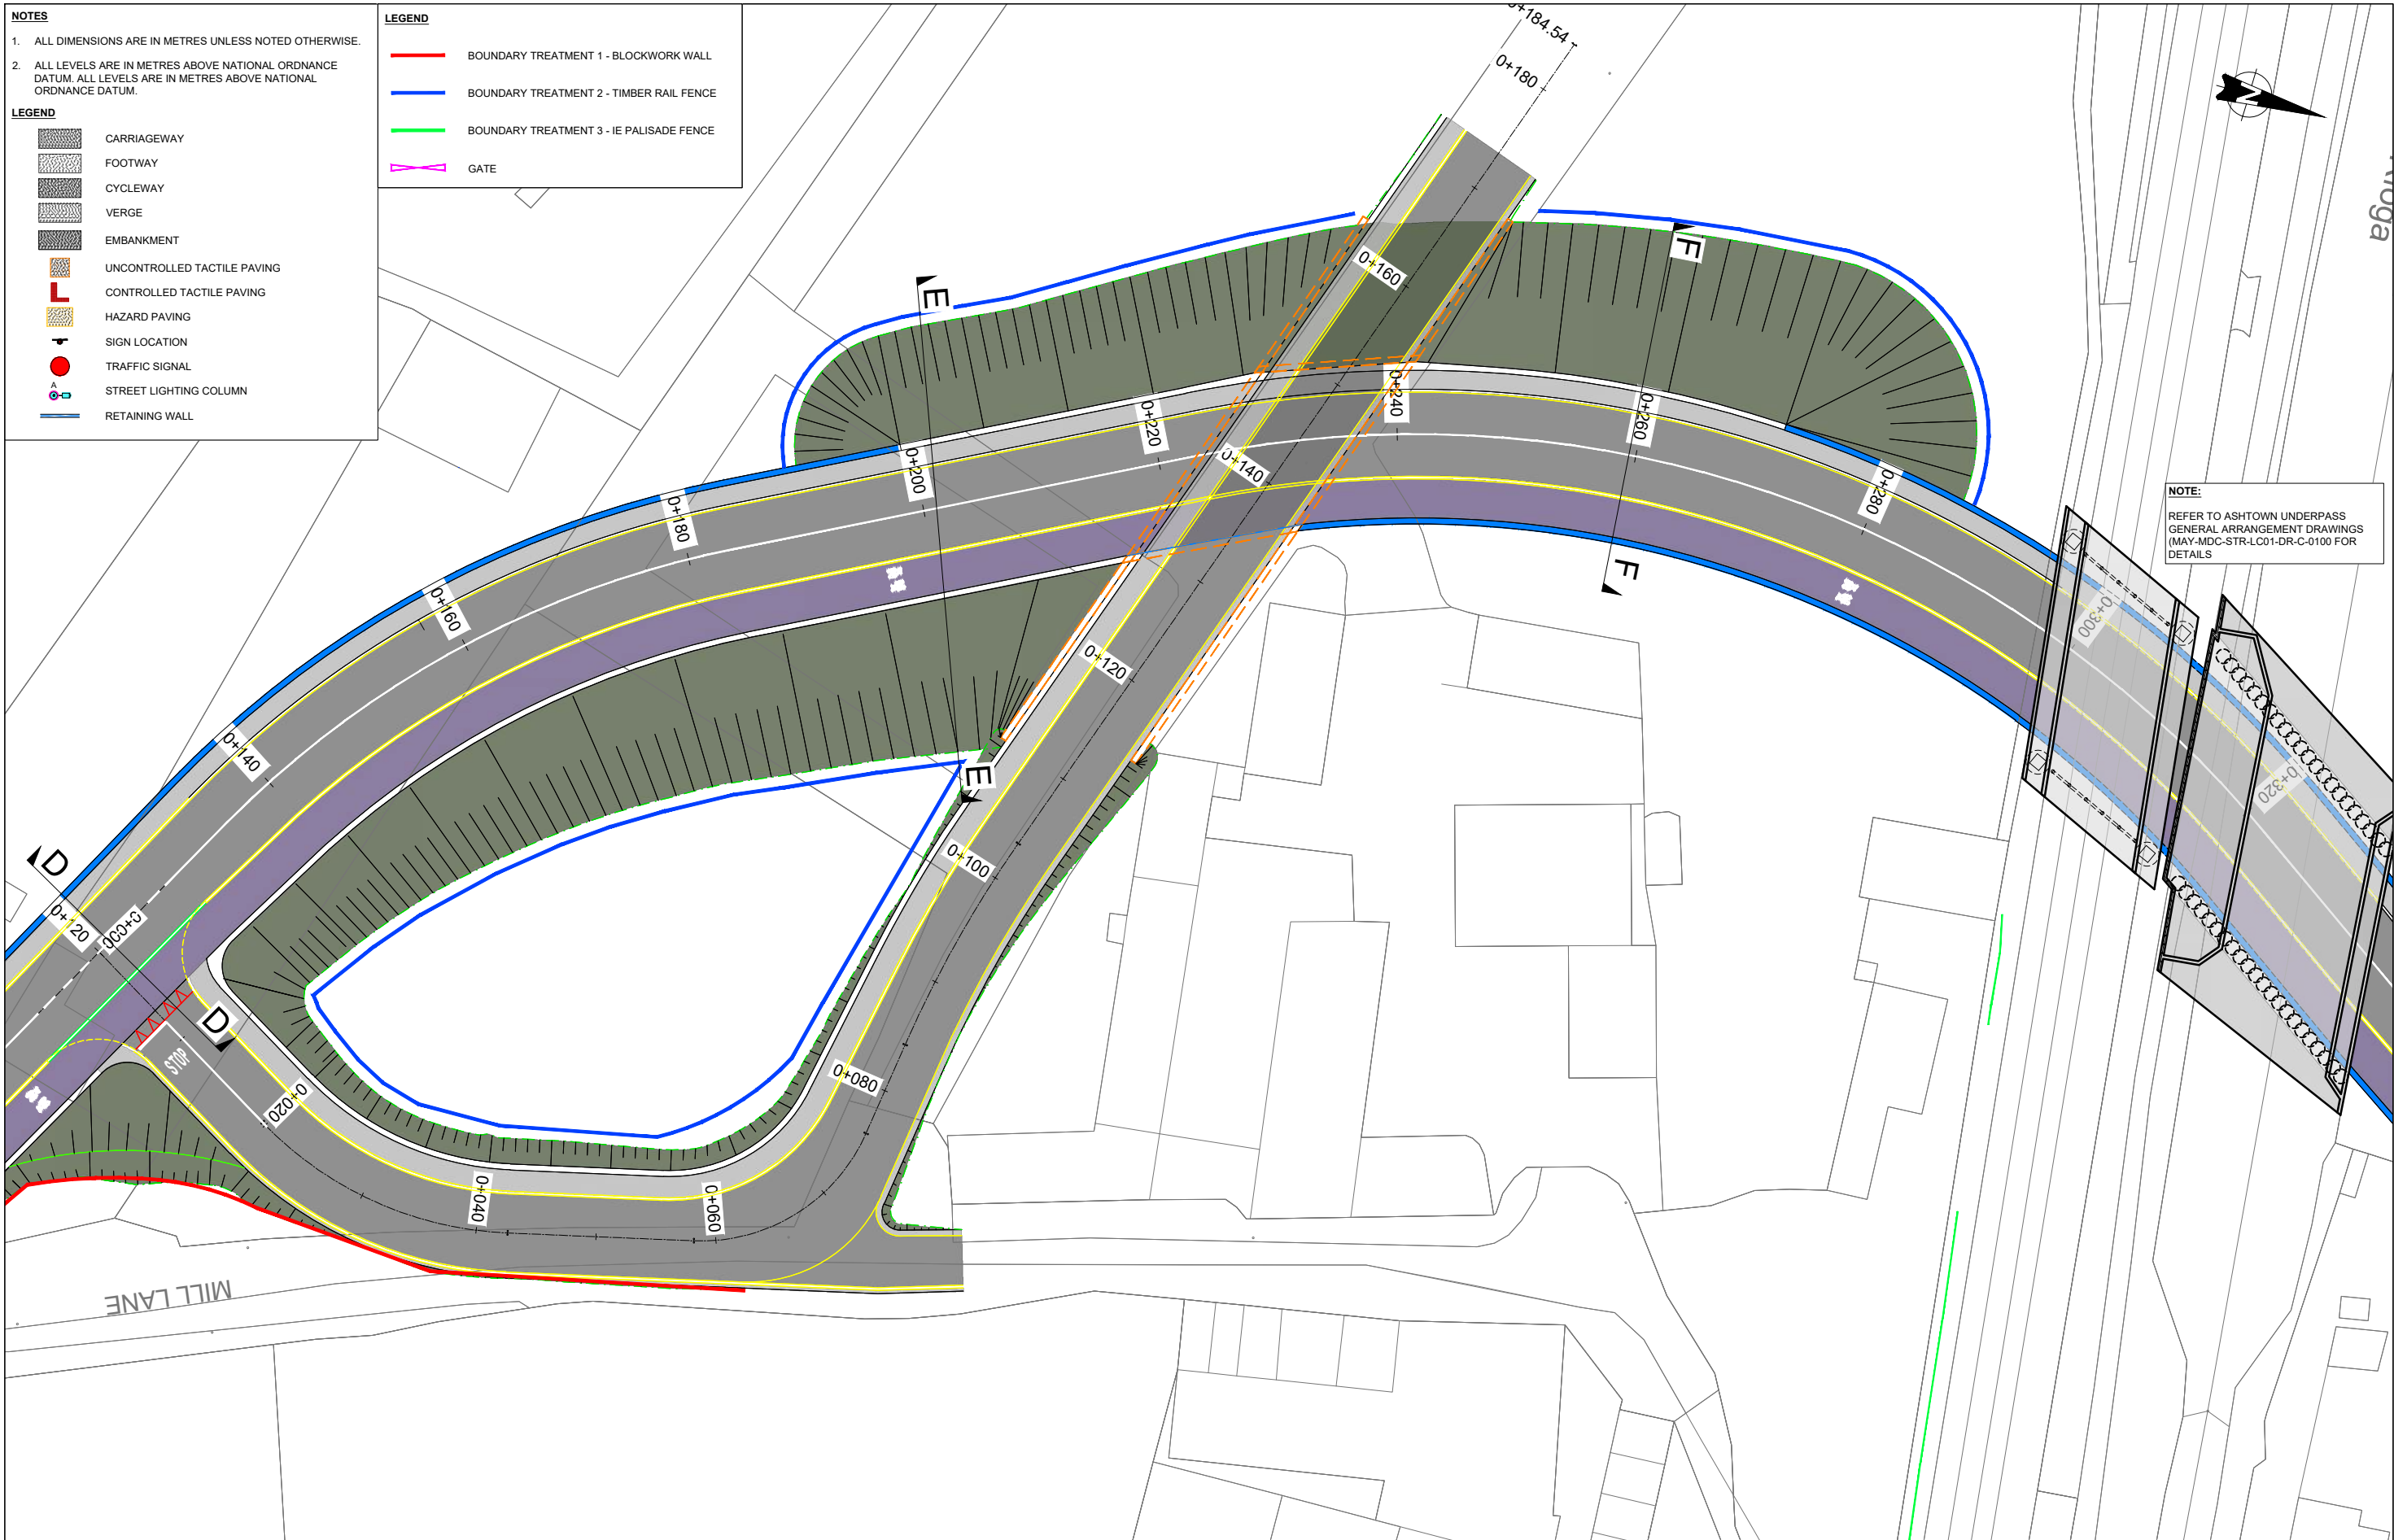 NOTES
1. ALL DIMENSIONS ARE IN METRES UNLESS NOTED OTHERWISE.
2. ALL LEVELS ARE IN METRES ABOVE NATIONAL ORDNANCE
DATUM. ALL LEVELS ARE IN METRES ABOVE NATIONAL
ORDNANCE DATUM.
LEGEND
CARRIAGEWAY
FOOTWAY
CYCLEWAY
VERGE
EMBANKMENT
UNCONTROLLED TACTILE PAVING
CONTROLLED TACTILE PAVING
HAZARD PAVING
SIGN LOCATION
TRAFFIC SIGNAL
A
STREET LIGHTING COLUMN
RETAINING WALL
LEGEND
BOUNDARY TREATMENT 1 - BLOCKWORK WALL
BOUNDARY TREATMENT 2 - TIMBER RAIL FENCE
BOUNDARY TREATMENT 3 - IE PALISADE FENCE
GATE
0+184.54
0+180
N
0+160
F
E
0+240
0+220
0+260
0+140
0+200
0+280
0+180
NOTE:
REFER TO ASHTOWN UNDERPASS
GENERAL ARRANGEMENT DRAWINGS
(MAY-MDC-STR-LC01-DR-C-0100 FOR
DETAILS
F
0+160
0+300
0+120
0+140
E
0+320
0+100
D
0+120
0+000
D
STOP
0+080
0+020
0+040
0+060
MILL LANE